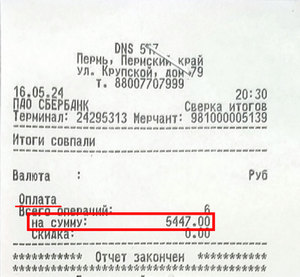 DNS
Пермь, Пермский край
ул. Крупской, дом 79
т. 88007707999
16.05.24 20:30
ПАО СБЕРБАНК Сверка итогов
Терминал: 24295313 Мерчант: 981000005139
Итоги совпали
Валюта : Руб
Оплата
Всего операций: 6
на сумму: 5447.00
Скидка: 0.00
*********** Отчет закончен ***********